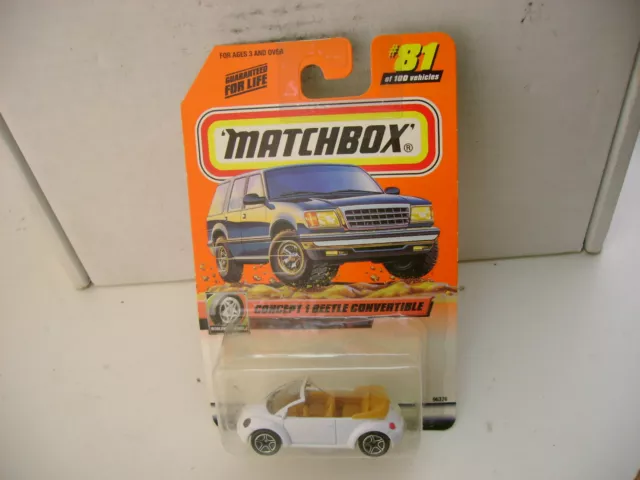 FOR AGES 3 AND OVER
GUARANTEED
FOR LIFE
#81
of 100 vehicles
MATCHBOX®
CONCEPT 1 BEETLE CONVERTIBLE